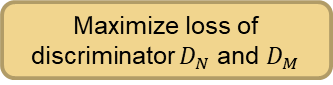 Maximize loss of
discriminator D_N and D_M